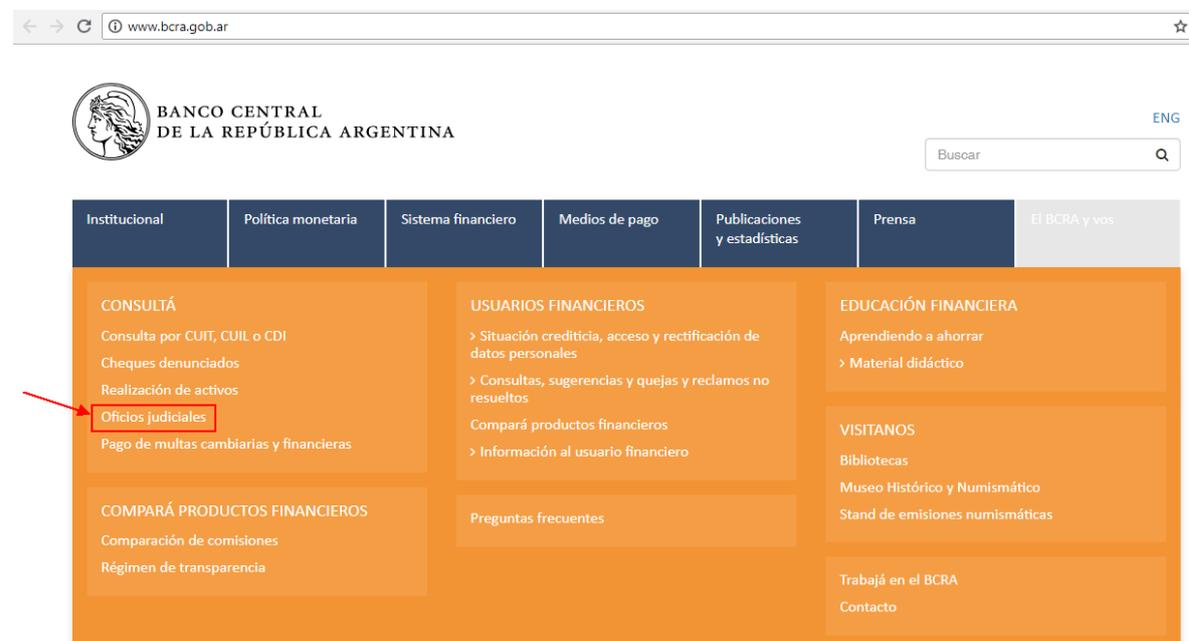 www.bcra.gob.ar
BANCO CENTRAL
DE LA REPÚBLICA ARGENTINA
ENG
Buscar
Institucional
Política monetaria
Sistema financiero
Medios de pago
Publicaciones
y estadísticas
Prensa
El BCRA y vos
CONSULTÁ
Consulta por CUIT, CUIL o CDI
Cheques denunciados
Realización de activos
Oficios judiciales
Pago de multas cambiarias y financieras
COMPARÁ PRODUCTOS FINANCIEROS
Comparación de comisiones
Régimen de transparencia
USUARIOS FINANCIEROS
> Situación crediticia, acceso y rectificación de
datos personales
> Consultas, sugerencias y quejas y reclamos no
resueltos
Compará productos financieros
> Información al usuario financiero
Preguntas frecuentes
EDUCACIÓN FINANCIERA
Aprendiendo a ahorrar
> Material didáctico
VISITANOS
Bibliotecas
Museo Histórico y Numismático
Stand de emisiones numismáticas
Trabajá en el BCRA
Contacto